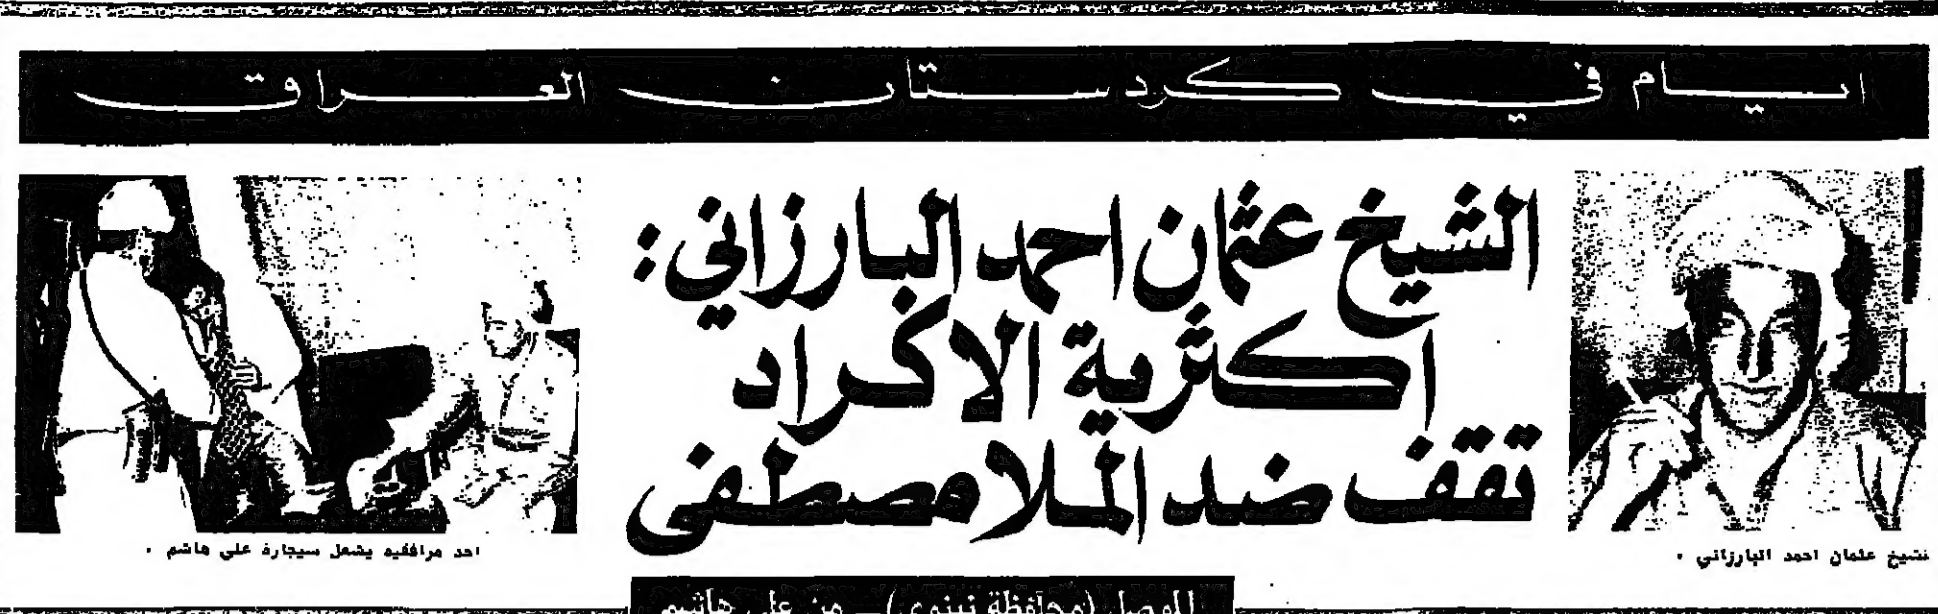 ايام في كردستان العراق
الشيخ عثمان احمد البارزاني:
اكثرية الاكراد
تقف ضد الملا مصطفى
احد مرافقيه يشعل سيجارة علي هاشم .
لشيخ عثمان احمد البارزاني .
الموصل (محافظة نينوى) — من علي هاشم